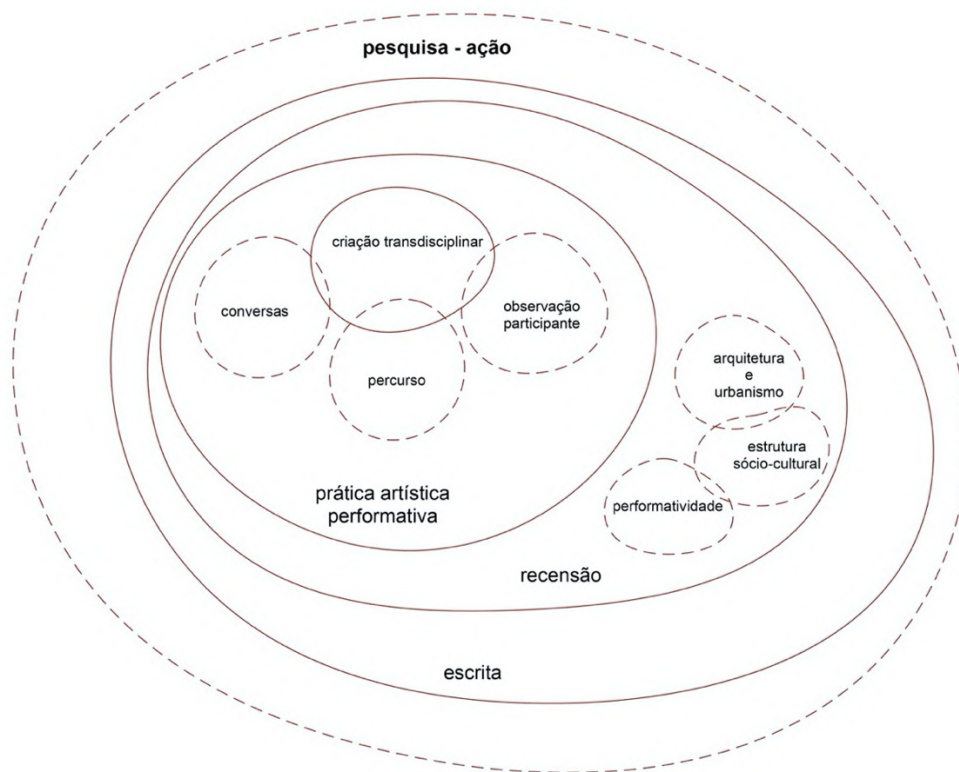 pesquisa - ação
criação transdisciplinar
conversas
observação
participante
percurso
arquitetura
e
urbanismo
estrutura
sócio-cultural
performatividade
prática artística
performativa
recensão
escrita